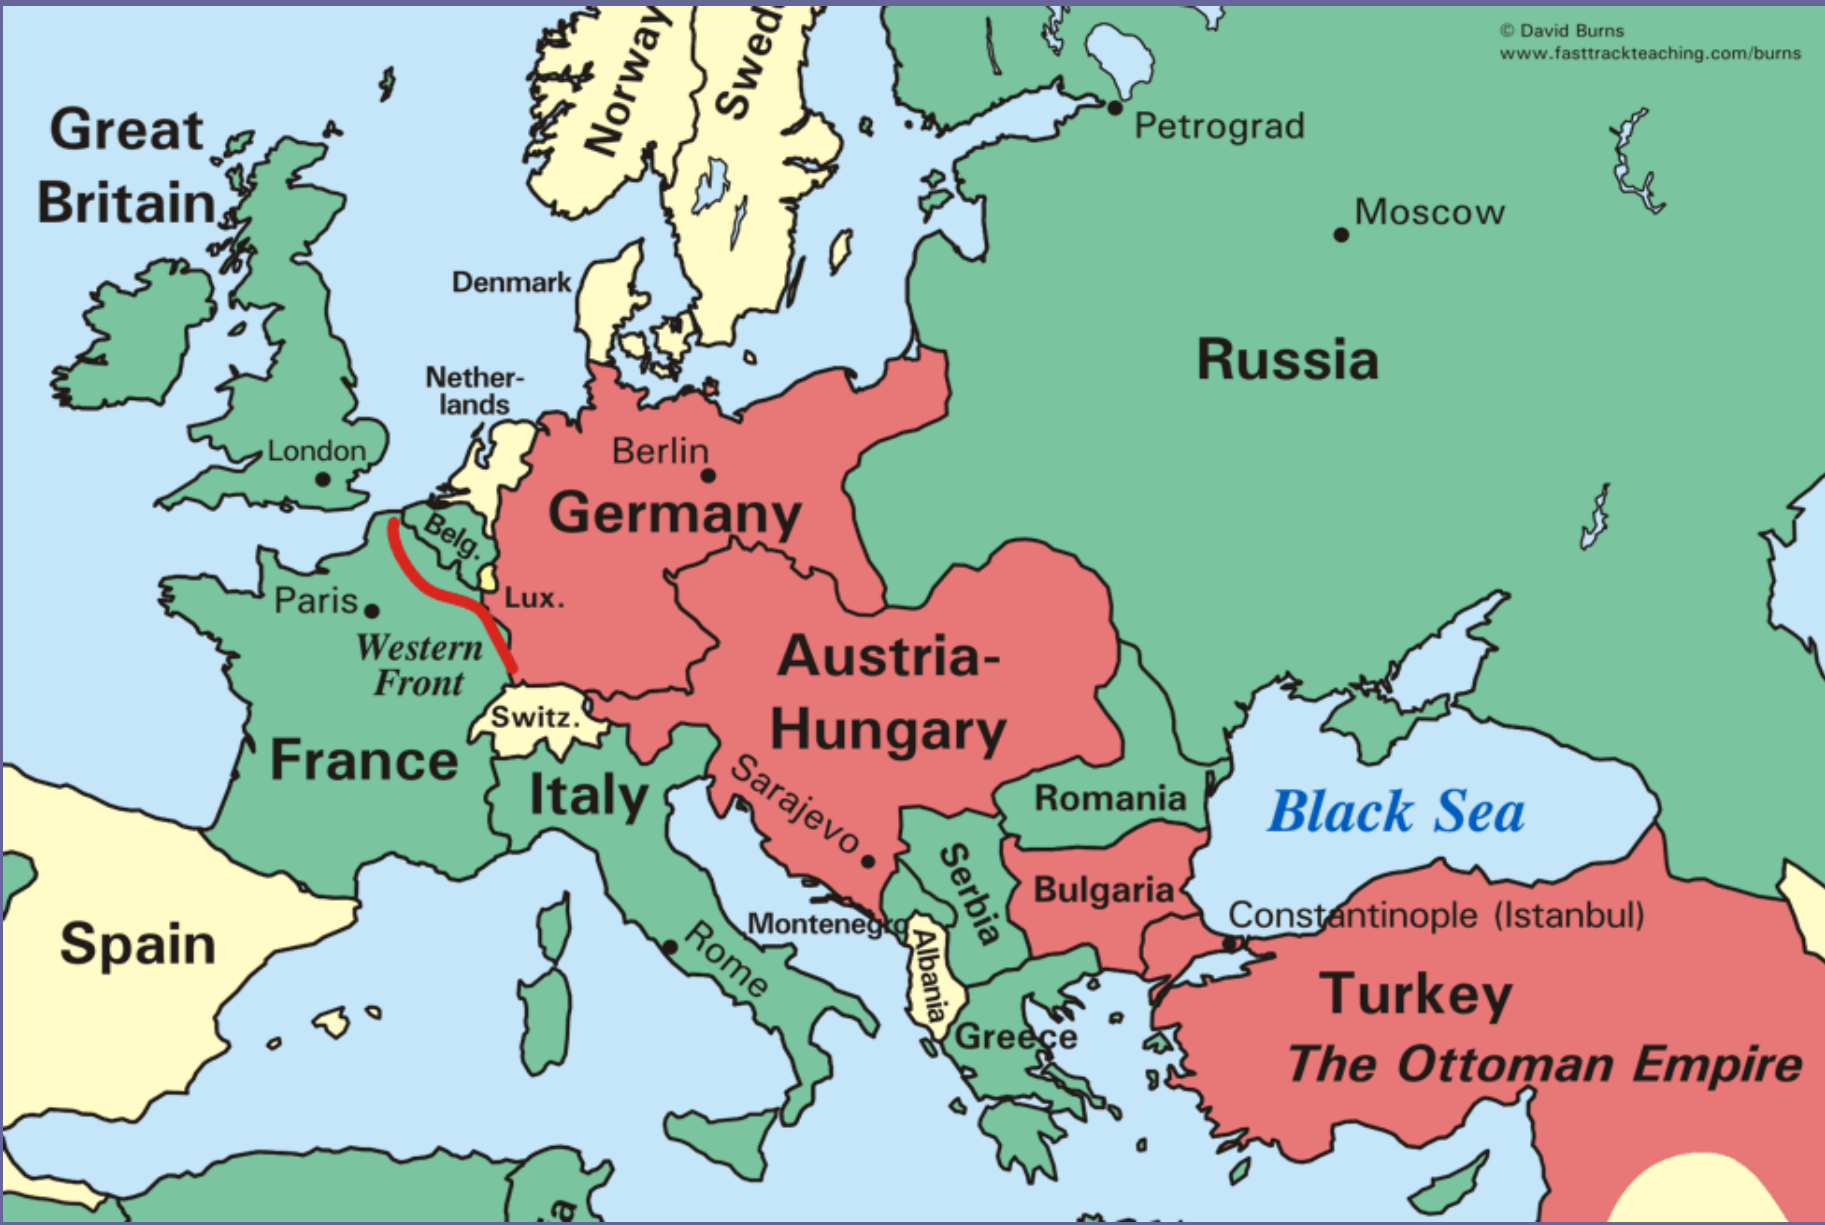 © David Burns
www.fasttrackteaching.com/burns
Great
Britain
Norway
Swed
Petrograd
Moscow
Denmark
Russia
Nether-
lands
London
Berlin
Germany
Belg.
Lux.
Paris
Western
Front
Austria-
Hungary
Switz.
France
Italy
Sarajevo
Romania
Black Sea
Serbia
Bulgaria
Constantinople (Istanbul)
Montenegro
Albania
Spain
Rome
Turkey
The Ottoman Empire
Greece